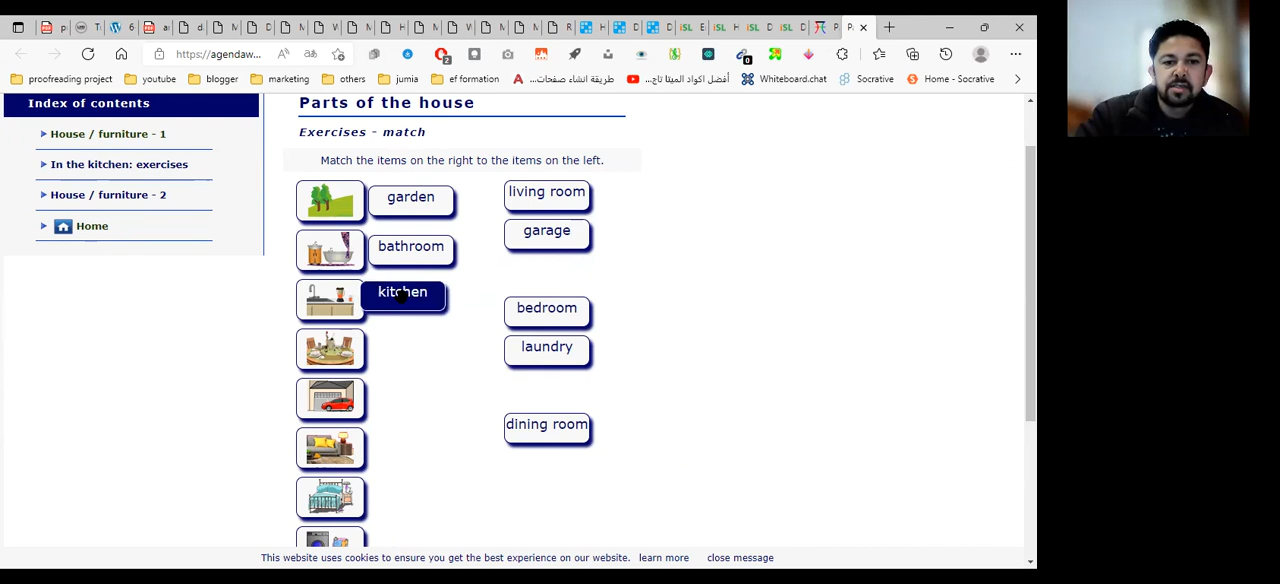 https://agendaw...
proofreading project
youtube
blogger
marketing
others
jumia
ef formation
طريقة انشاء صفحات...
أفضل اكواد الميتا تاج...
Whiteboard.chat
Socrative
Home - Socrative
Index of contents
House / furniture - 1
In the kitchen: exercises
House / furniture - 2
Home
Parts of the house
Exercises - match
Match the items on the right to the items on the left.
garden
living room
garage
bathroom
kitchen
bedroom
laundry
dining room
This website uses cookies to ensure you get the best experience on our website. learn more close message